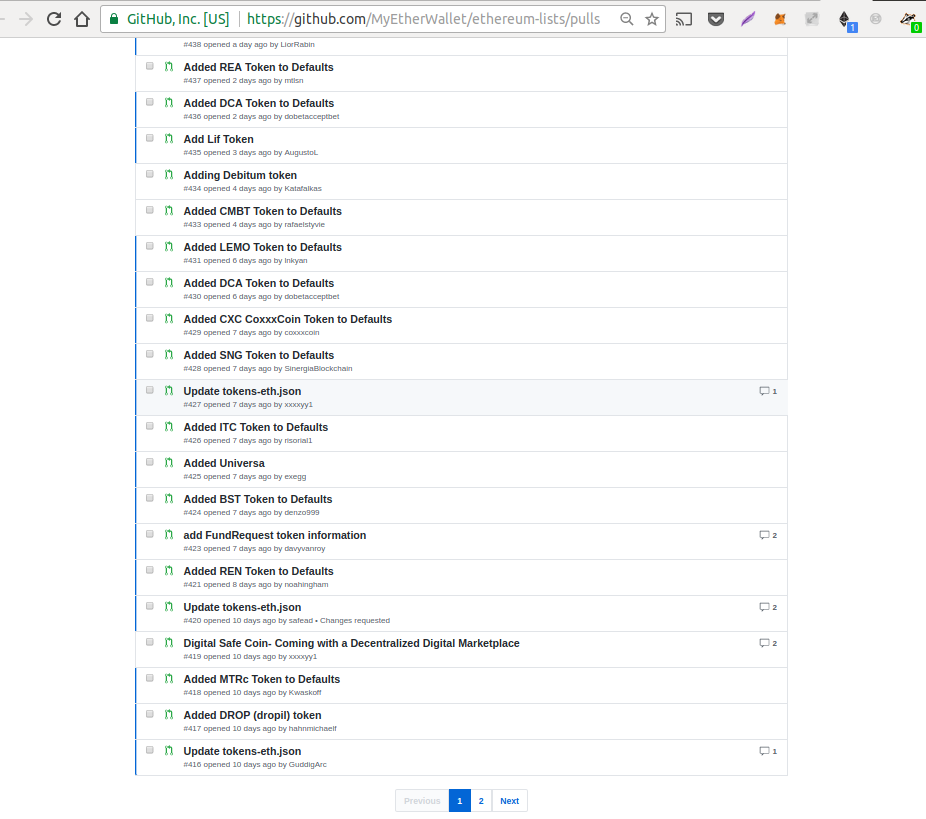 GitHub, Inc. [US]
https://github.com/MyEtherWallet/ethereum-lists/pulls
1
0
#438 opened a day ago by LiorRabin
Added REA Token to Defaults
#437 opened 2 days ago by mtlsn
Added DCA Token to Defaults
#436 opened 2 days ago by dobetacceptbet
Add Lif Token
#435 opened 3 days ago by AugustoL
Adding Debitum token
#434 opened 4 days ago by Katafalkas
Added CMBT Token to Defaults
#433 opened 4 days ago by rafaelstyvie
Added LEMO Token to Defaults
#431 opened 6 days ago by lnkyan
Added DCA Token to Defaults
#430 opened 6 days ago by dobetacceptbet
Added CXC CoxxxCoin Token to Defaults
#429 opened 7 days ago by coxxxcoin
Added SNG Token to Defaults
#428 opened 7 days ago by SinergiaBlockchain
Update tokens-eth.json
1
#427 opened 7 days ago by xxxxyy1
Added ITC Token to Defaults
#426 opened 7 days ago by risorial1
Added Universa
#425 opened 7 days ago by exegg
Added BST Token to Defaults
#424 opened 7 days ago by denzo999
add FundRequest token information
2
#423 opened 7 days ago by davyvanroy
Added REN Token to Defaults
#421 opened 8 days ago by noahingham
Update tokens-eth.json
2
#420 opened 10 days ago by safead • Changes requested
Digital Safe Coin- Coming with a Decentralized Digital Marketplace
2
#419 opened 10 days ago by xxxxyy1
Added MTRc Token to Defaults
#418 opened 10 days ago by Kwaskoff
Added DROP (dropil) token
#417 opened 10 days ago by hahnmichaelf
Update tokens-eth.json
1
#416 opened 10 days ago by GuddigArc
Previous 1 2 Next